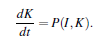 dK/dt = P(I, K).